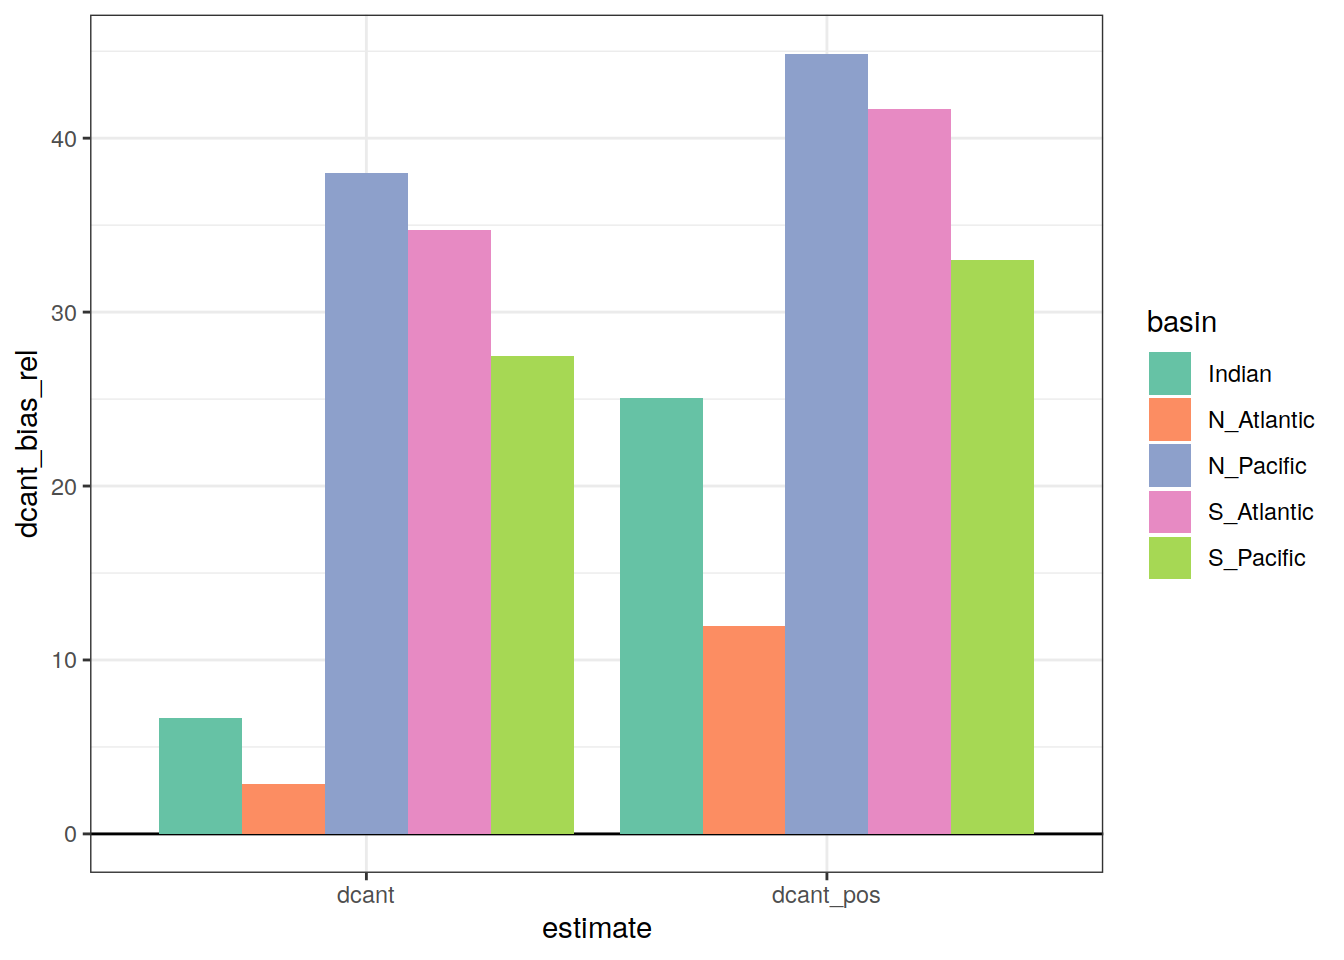 dcant_bias_rel
40
30
20
10
0
dcant
dcant_pos
estimate
basin
Indian
N_Atlantic
N_Pacific
S_Atlantic
S_Pacific